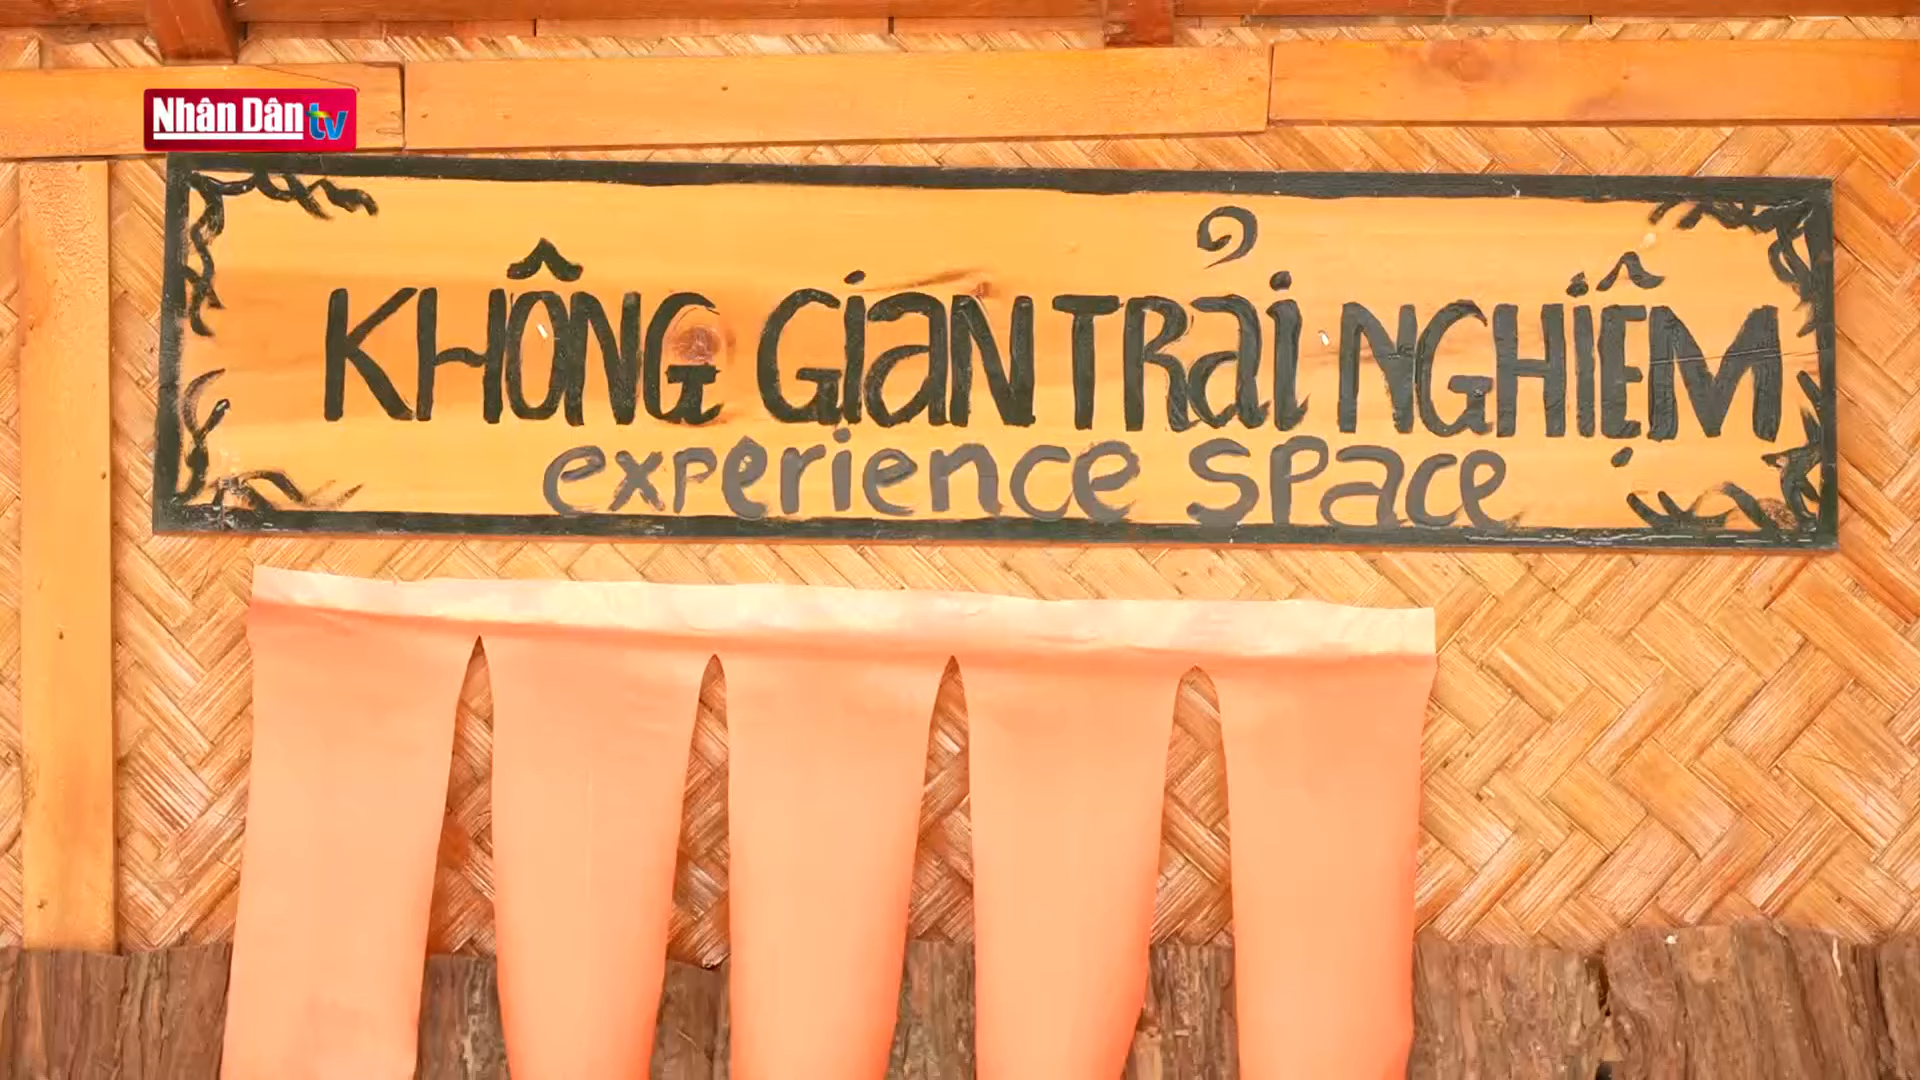 Nhân Dân tv
KHÔNG GiaN TRải NGHiỆM
experience space